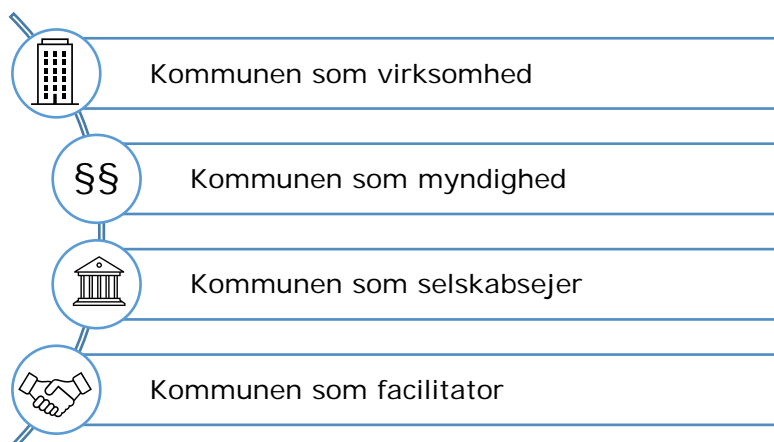 Kommunen som virksomhed
§§
Kommunen som myndighed
Kommunen som selskabsejer
Kommunen som facilitator